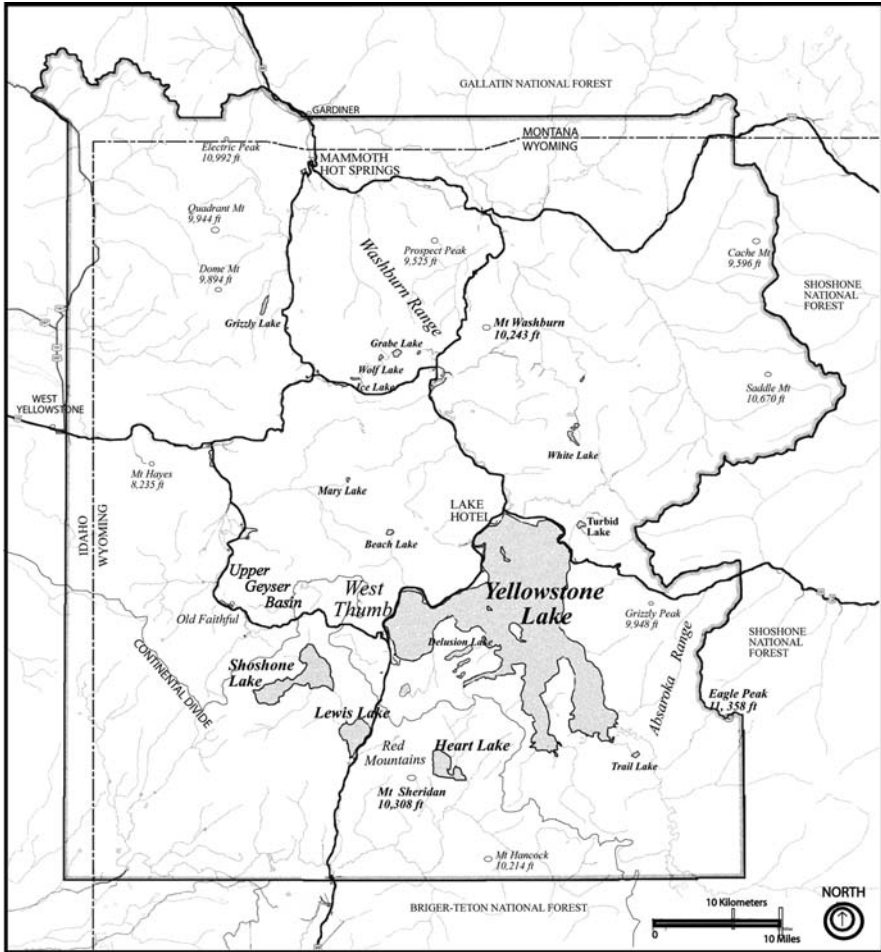 GALLATIN NATIONAL FOREST
GARDINER
MONTANA
WYOMING
Electric Peak
10,992 ft
MAMMOTH
HOT SPRINGS
Quadrant Mt
9,944 ft
Prospect Peak
9,525 ft
Cache Mt
9,596 ft
Washburn Range
Dome Mt
9,894 ft
SHOSHONE
NATIONAL
FOREST
Grizzly Lake
Mt Washburn
10,243 ft
Grabe Lake
Wolf Lake
Ice Lake
Saddle Mt
10,670 ft
WEST
YELLOWSTONE
White Lake
Mt Hayes
8,235 ft
Mary Lake
LAKE
HOTEL
Turbid
Lake
IDAHO
WYOMING
Beach Lake
Upper
Geyser
Basin
West
Thumb
Yellowstone
Lake
Old Faithful
Grizzly Peak
9,948 ft
SHOSHONE
NATIONAL
FOREST
Delusion Lake
CONTINENTAL DIVIDE
Shoshone
Lake
Absaroka Range
Eagle Peak
11, 358 ft
Lewis Lake
Red
Mountains
Heart Lake
Trail Lake
Mt Sheridan
10,308 ft
Mt Hancock
10,214 ft
BRIGER-TETON NATIONAL FOREST
10 Kilometers
0
10 Miles
NORTH